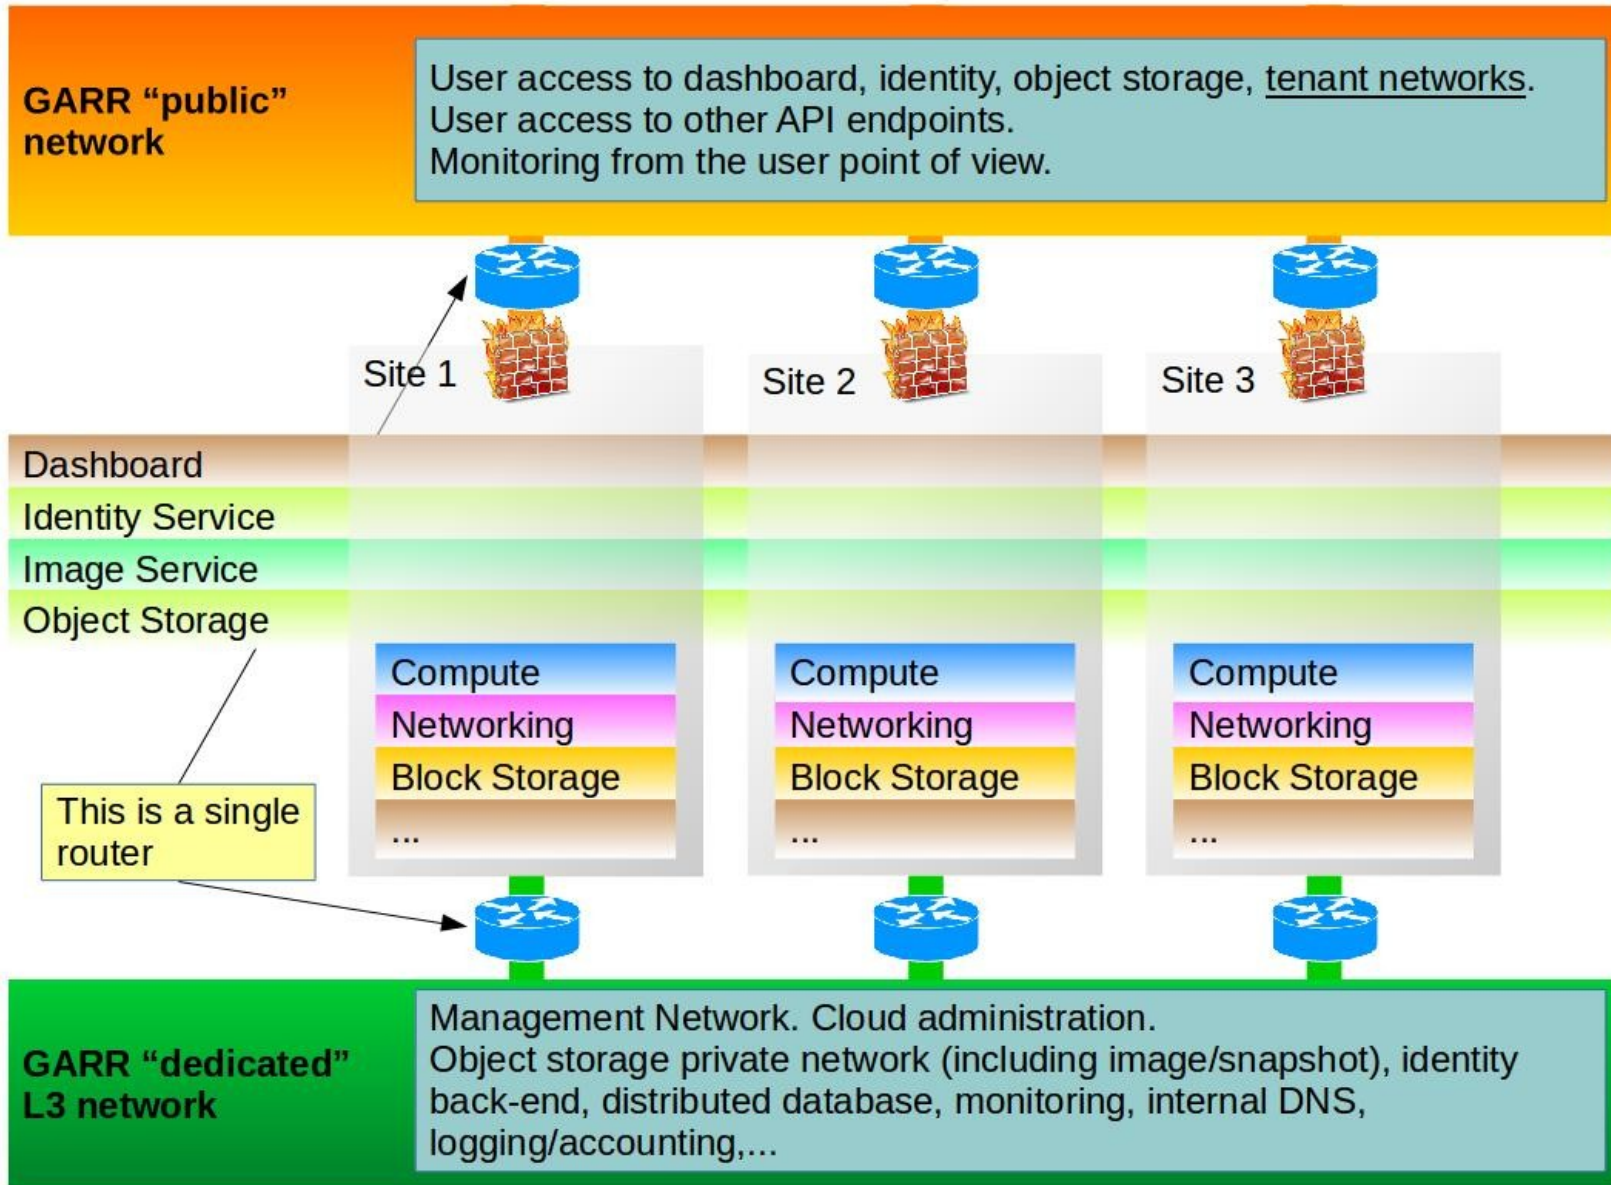 GARR “public”
network
User access to dashboard, identity, object storage, tenant networks.
User access to other API endpoints.
Monitoring from the user point of view.
Site 1
Site 2
Site 3
Dashboard
Identity Service
Image Service
Object Storage
Compute
Networking
Block Storage
...
Compute
Networking
Block Storage
...
Compute
Networking
Block Storage
...
This is a single
router
GARR “dedicated”
L3 network
Management Network. Cloud administration.
Object storage private network (including image/snapshot), identity
back-end, distributed database, monitoring, internal DNS,
logging/accounting,...